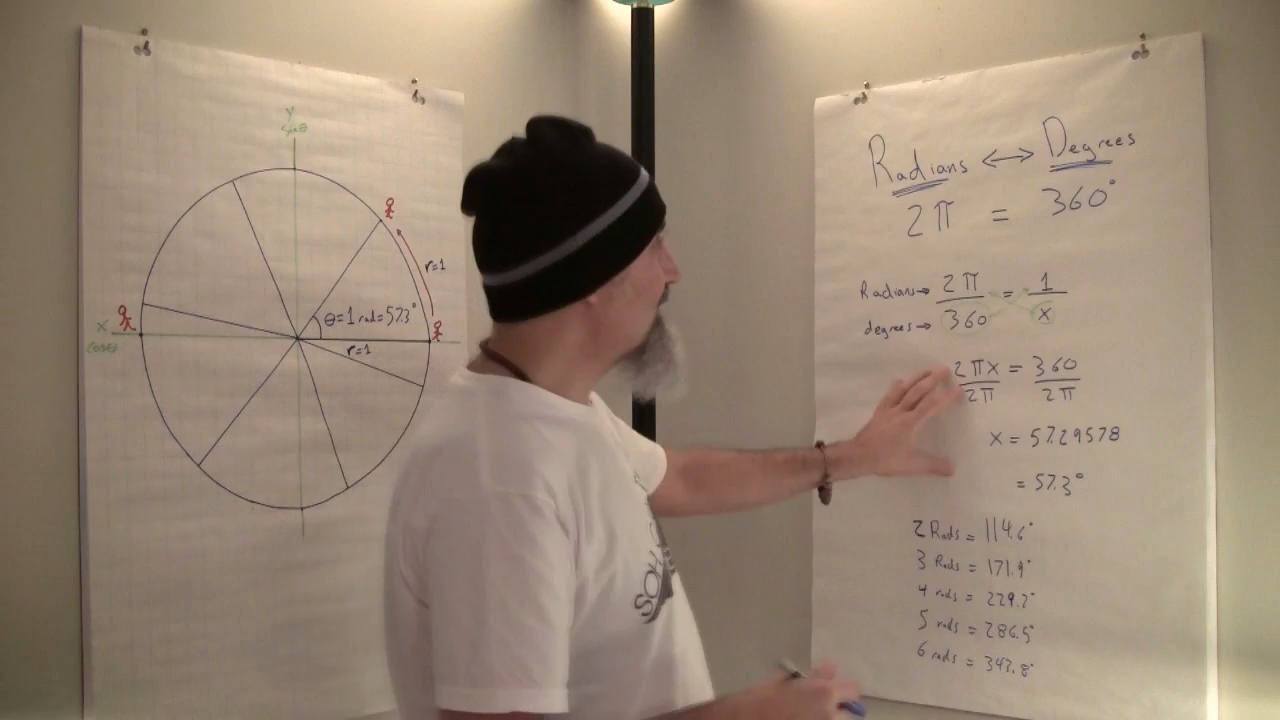 Y
sinθ
r=1
θ=1 rad=57.3°
r=1
X
cosθ
Radians ↔ Degrees
2π = 360°
Radians→ 2π = 1
degrees→ 360 x
2πx = 360
2π 2π
x = 57.29578
= 57.3°
2 Rads = 114.6°
3 Rads = 171.9°
4 rads = 229.2°
5 rads = 286.5°
6 rads = 343.8°
SOH